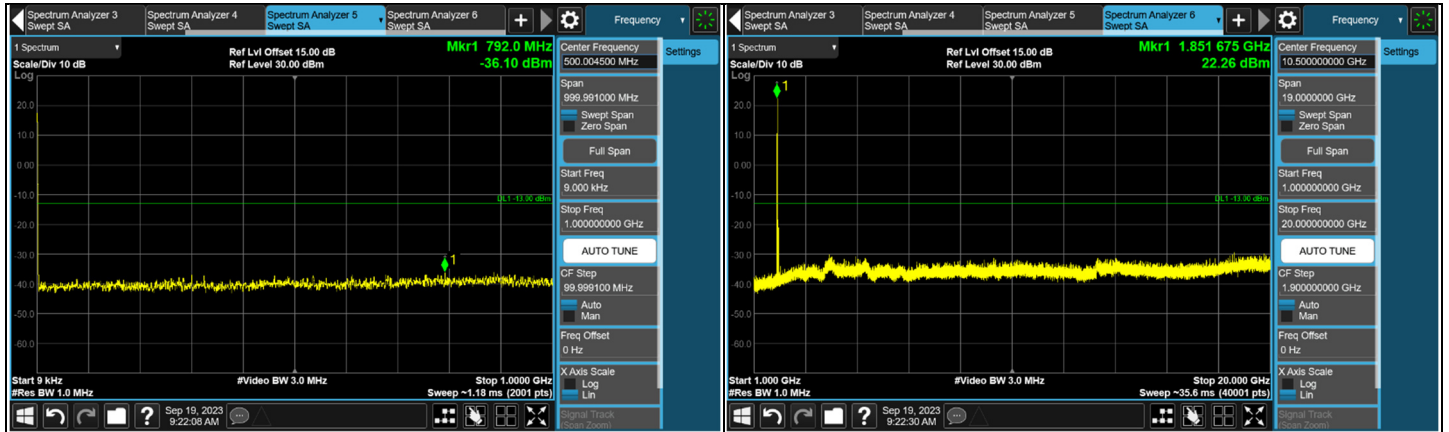 Spectrum Analyzer 3
Swept SA
Spectrum Analyzer 4
Swept SA
Spectrum Analyzer 5
Swept SA
Spectrum Analyzer 6
Swept SA
+
Frequency
1 Spectrum
Scale/Div 10 dB
Log
Ref Lvl Offset 15.00 dB
Ref Level 30.00 dBm
Mkr1 792.0 MHz
-36.10 dBm
20.0
10.0
0.00
-10.0
-20.0
-30.0
-40.0
-50.0
-60.0
DL1 -13.00 dBm
1
Start 9 kHz
#Res BW 1.0 MHz
#Video BW 3.0 MHz
Stop 1.0000 GHz
Sweep ~1.18 ms (2001 pts)
Center Frequency
500.004500 MHz
Settings
Span
999.991000 MHz
Swept Span
Zero Span
Full Span
Start Freq
9.000 kHz
Stop Freq
1.000000000 GHz
AUTO TUNE
CF Step
99.999100 MHz
Auto
Man
Freq Offset
0 Hz
X Axis Scale
Log
Lin
Signal Track
(Span Zoom)
?
Sep 19, 2023
9:22:08 AM
Spectrum Analyzer 3
Swept SA
Spectrum Analyzer 4
Swept SA
Spectrum Analyzer 5
Swept SA
Spectrum Analyzer 6
Swept SA
+
Frequency
1 Spectrum
Scale/Div 10 dB
Log
Ref Lvl Offset 15.00 dB
Ref Level 30.00 dBm
Mkr1 1.851 675 GHz
22.26 dBm
20.0
10.0
0.00
-10.0
-20.0
-30.0
-40.0
-50.0
-60.0
1
DL1 -13.00 dBm
Start 1.000 GHz
#Res BW 1.0 MHz
#Video BW 3.0 MHz
Stop 20.000 GHz
Sweep ~35.6 ms (40001 pts)
Center Frequency
10.500000000 GHz
Settings
Span
19.0000000 GHz
Swept Span
Zero Span
Full Span
Start Freq
1.000000000 GHz
Stop Freq
20.000000000 GHz
AUTO TUNE
CF Step
1.900000000 GHz
Auto
Man
Freq Offset
0 Hz
X Axis Scale
Log
Lin
Signal Track
(Span Zoom)
?
Sep 19, 2023
9:22:30 AM